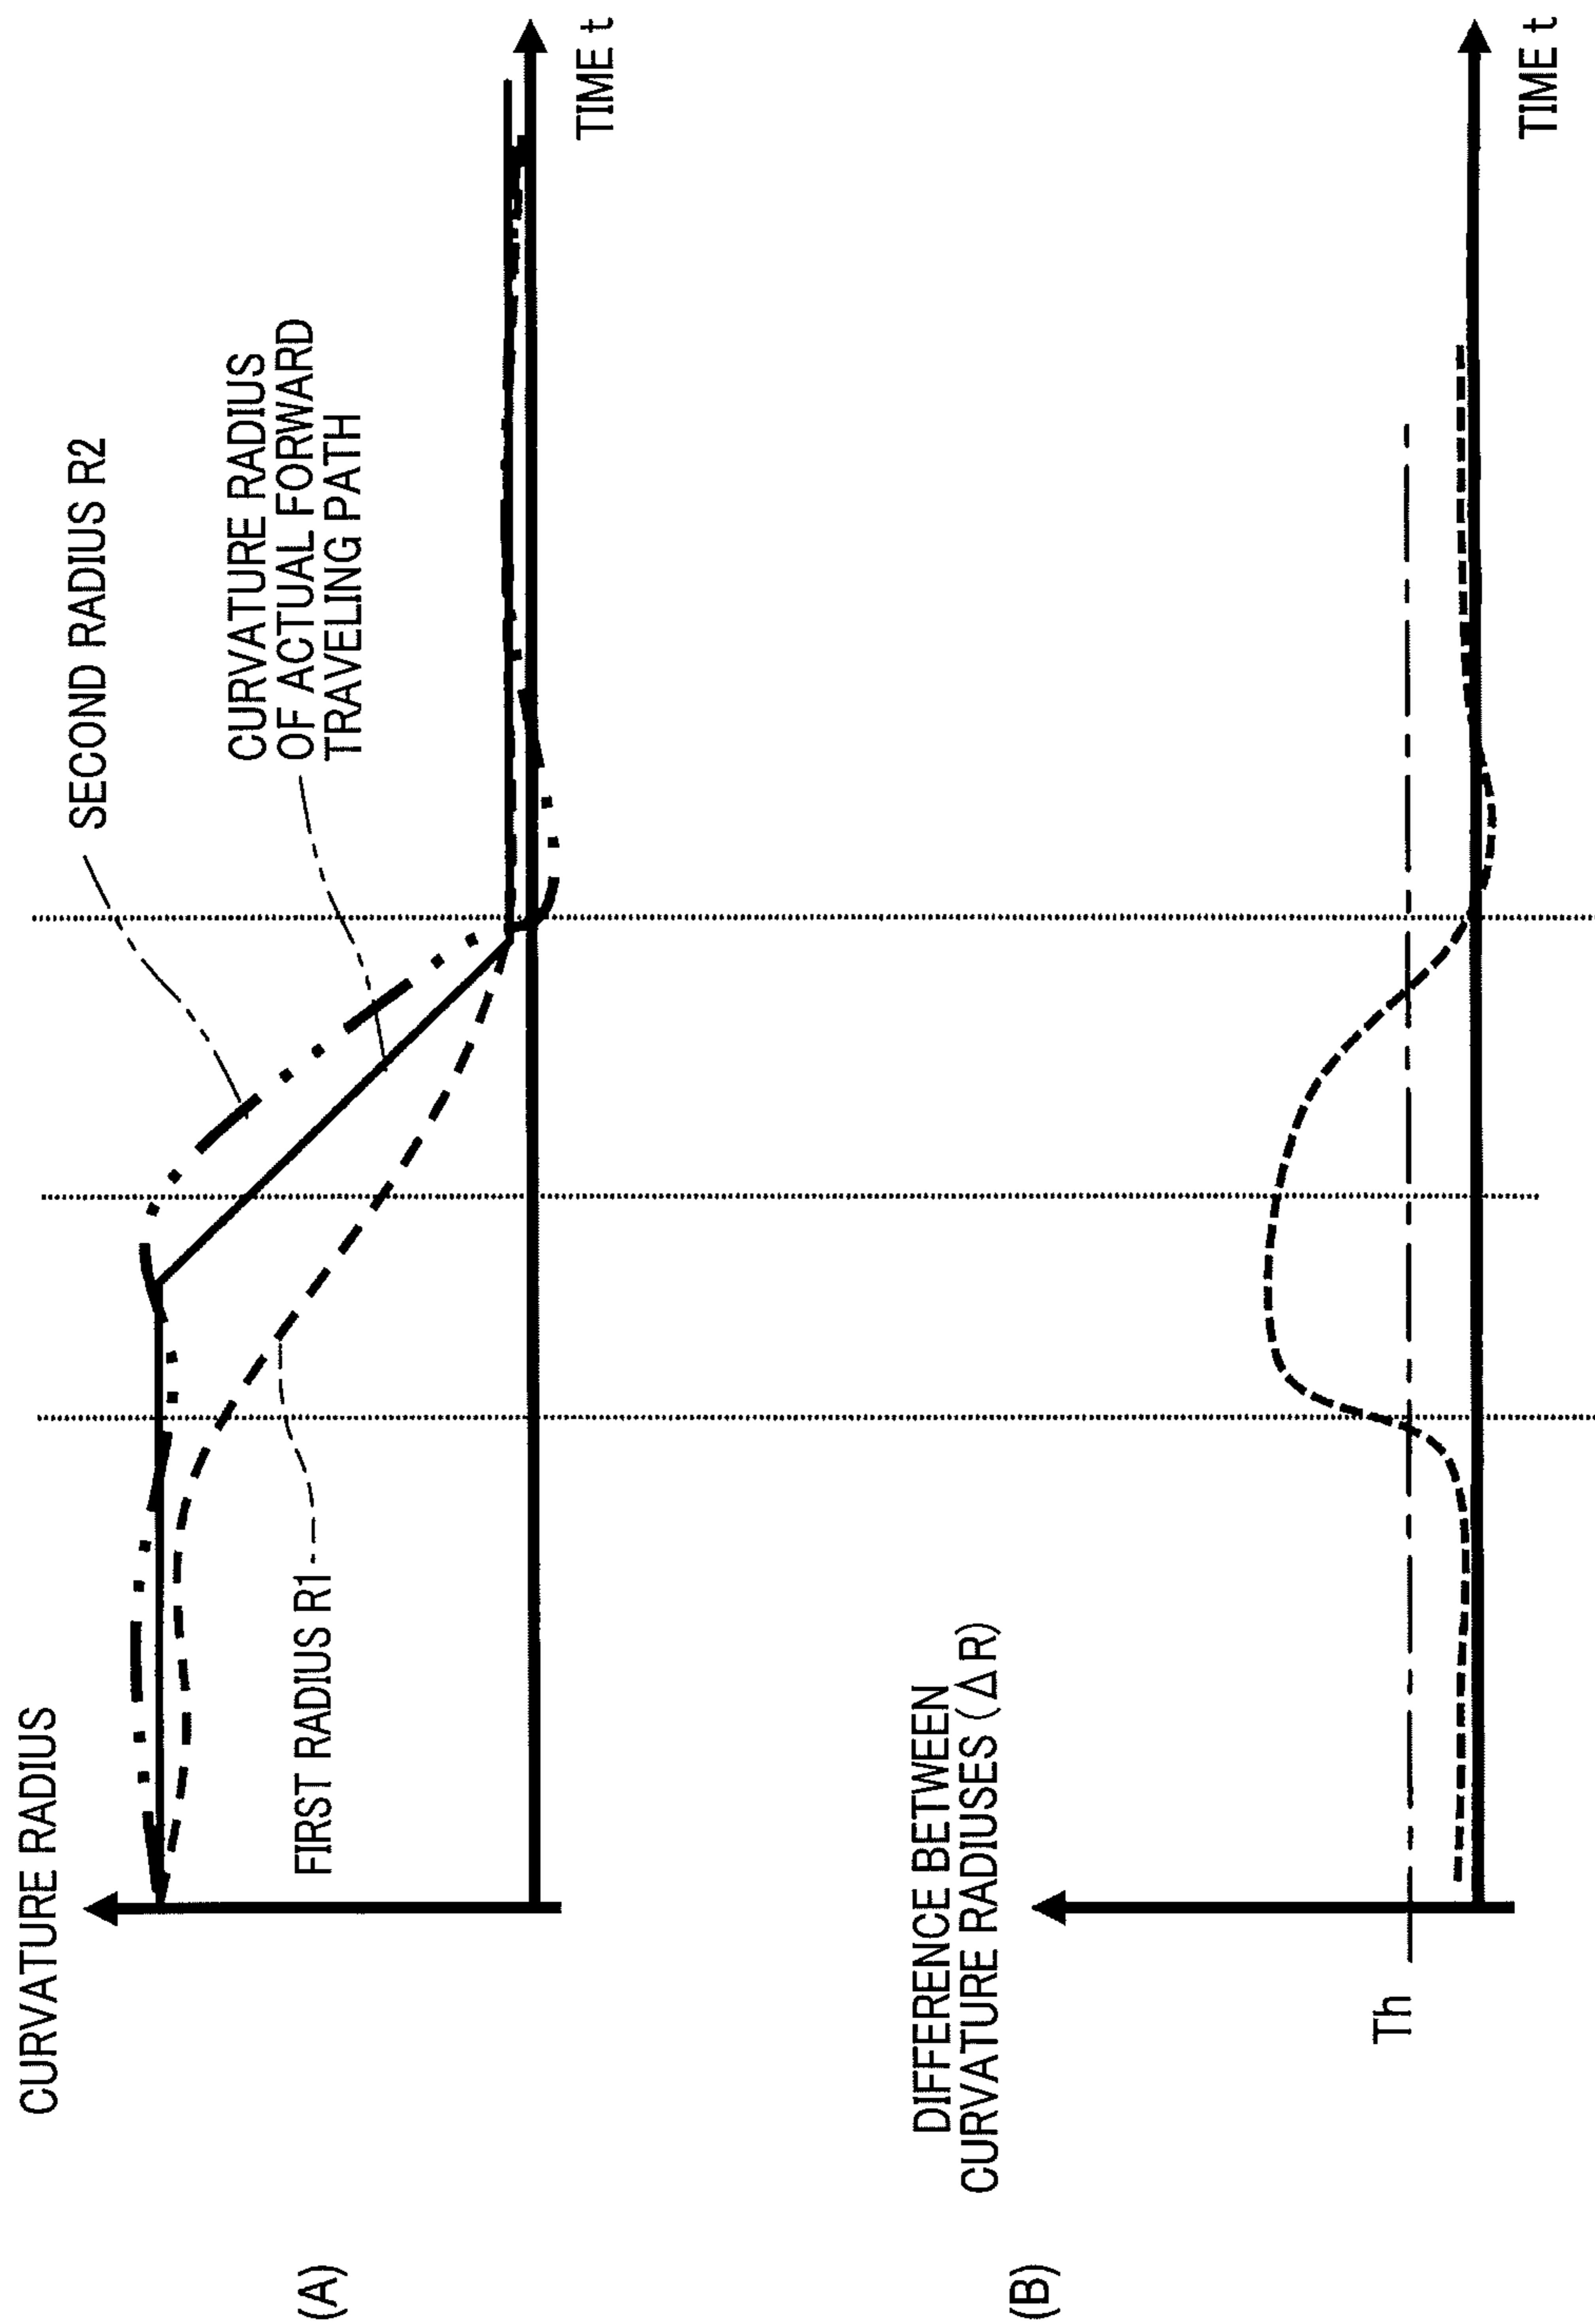 (A)
CURVATURE RADIUS
SECOND RADIUS R2
CURVATURE RADIUS
OF ACTUAL FORWARD
TRAVELING PATH
FIRST RADIUS R1
TIME t
(B)
DIFFERENCE BETWEEN
CURVATURE RADIUSES (ΔR)
Th
TIME t